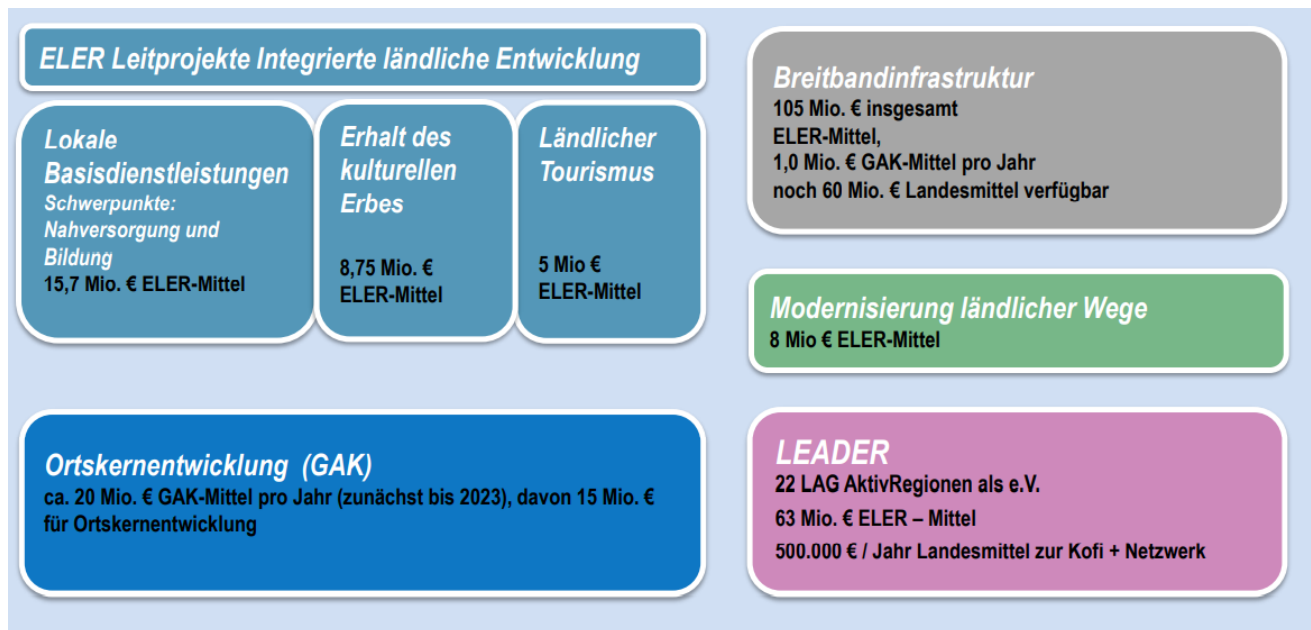 ELER Leitprojekte Integrierte ländliche Entwicklung
Lokale
Basisdienstleistungen
Schwerpunkte:
Nahversorgung und
Bildung
15,7 Mio. € ELER-Mittel
Erhalt des
kulturellen
Erbes
8,75 Mio. €
ELER-Mittel
Ländlicher
Tourismus
5 Mio €
ELER-Mittel
Ortskernentwicklung (GAK)
ca. 20 Mio. € GAK-Mittel pro Jahr (zunächst bis 2023), davon 15 Mio. €
für Ortskernentwicklung
Breitbandinfrastruktur
105 Mio. € insgesamt
ELER-Mittel,
1,0 Mio. € GAK-Mittel pro Jahr
noch 60 Mio. € Landesmittel verfügbar
Modernisierung ländlicher Wege
8 Mio € ELER-Mittel
LEADER
22 LAG AktivRegionen als e.V.
63 Mio. € ELER – Mittel
500.000 € / Jahr Landesmittel zur Kofi + Netzwerk